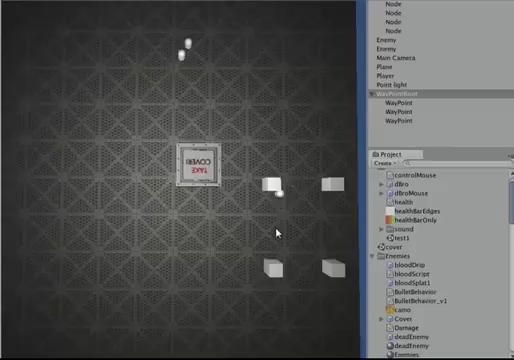 Node
Node
Node
Node
Enemy
Enemy
Main Camera
Plane
Player
Point light
WayPointRoot
WayPoint
WayPoint
WayPoint
Project
Create
controlMouse
dBro
dBroMouse
health
healthBarEdges
healthBarOnly
sound
test1
cover
Enemies
bloodDrip
bloodScript
bloodSplat1
BulletBehavior
BulletBehavior_v1
camo
Cover
Damage
deadEnemy
deadEnemy
Enemies
TAKE
COVER!